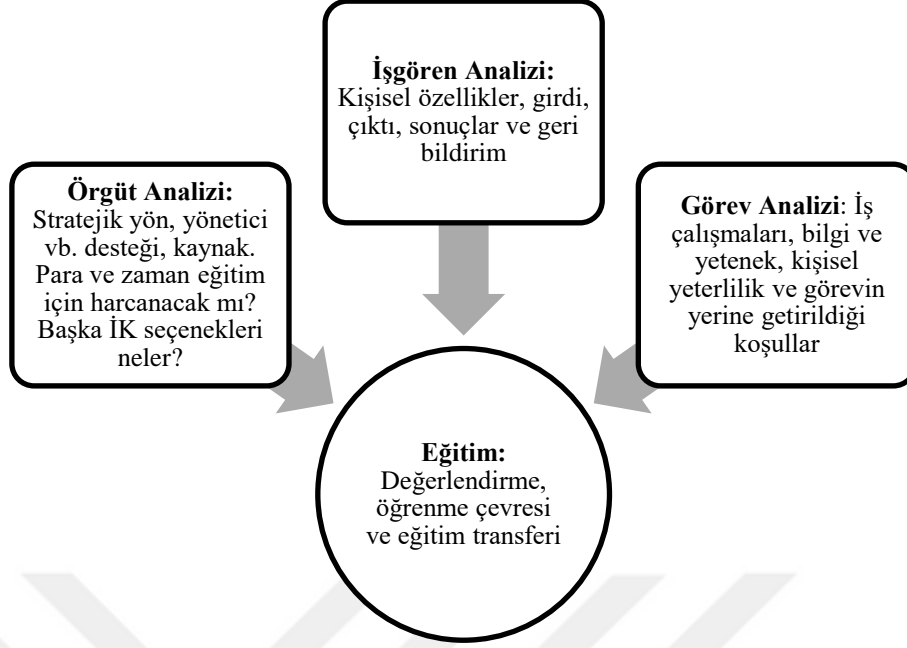 İşgören Analizi:
Kişisel özellikler, girdi,
çıktı, sonuçlar ve geri
bildirim
Örgüt Analizi:
Stratejik yön, yönetici
vb. desteği, kaynak.
Para ve zaman eğitim
için harcanacak mı?
Başka İK seçenekleri
neler?
Görev Analizi: İş
çalışmaları, bilgi ve
yetenek, kişisel
yeterlilik ve görevin
yerine getirildiği
koşullar
Eğitim:
Değerlendirme,
öğrenme çevresi
ve eğitim transferi